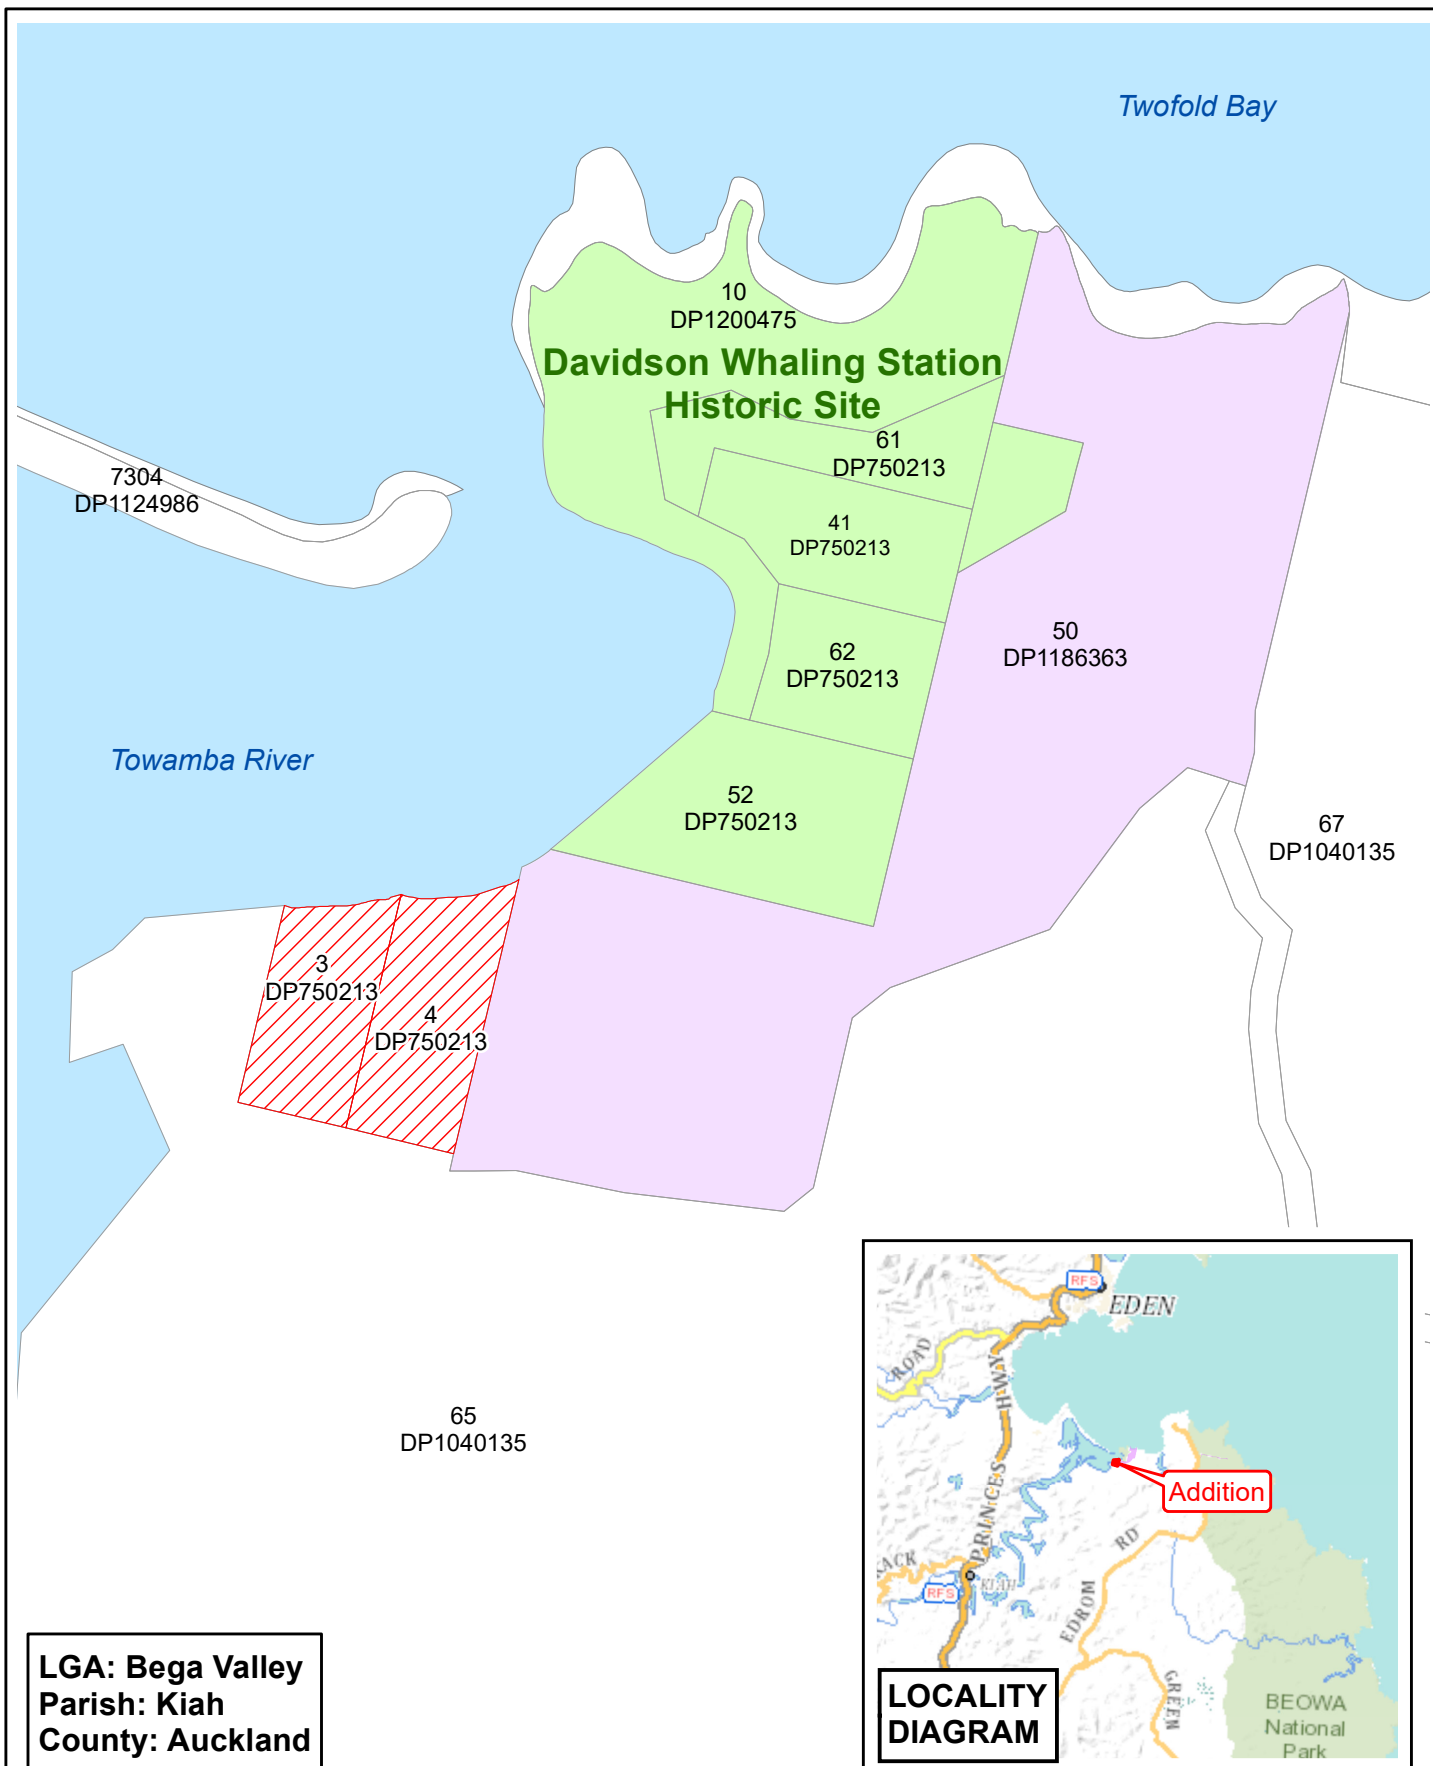 Twofold Bay
10
DP1200475
Davidson Whaling Station
Historic Site
61
DP750213
7304
DP1124986
41
DP750213
50
DP1186363
62
DP750213
Towamba River
52
DP750213
67
DP1040135
3
DP750213
4
DP750213
65
DP1040135
RFS
EDEN
ROAD
HWAY
PRINCES
Addition
RD
EDROM
RACK
KIAH
RFS
GREEN
BEOWA
National
Park
LOCALITY
DIAGRAM
LGA: Bega Valley
Parish: Kiah
County: Auckland